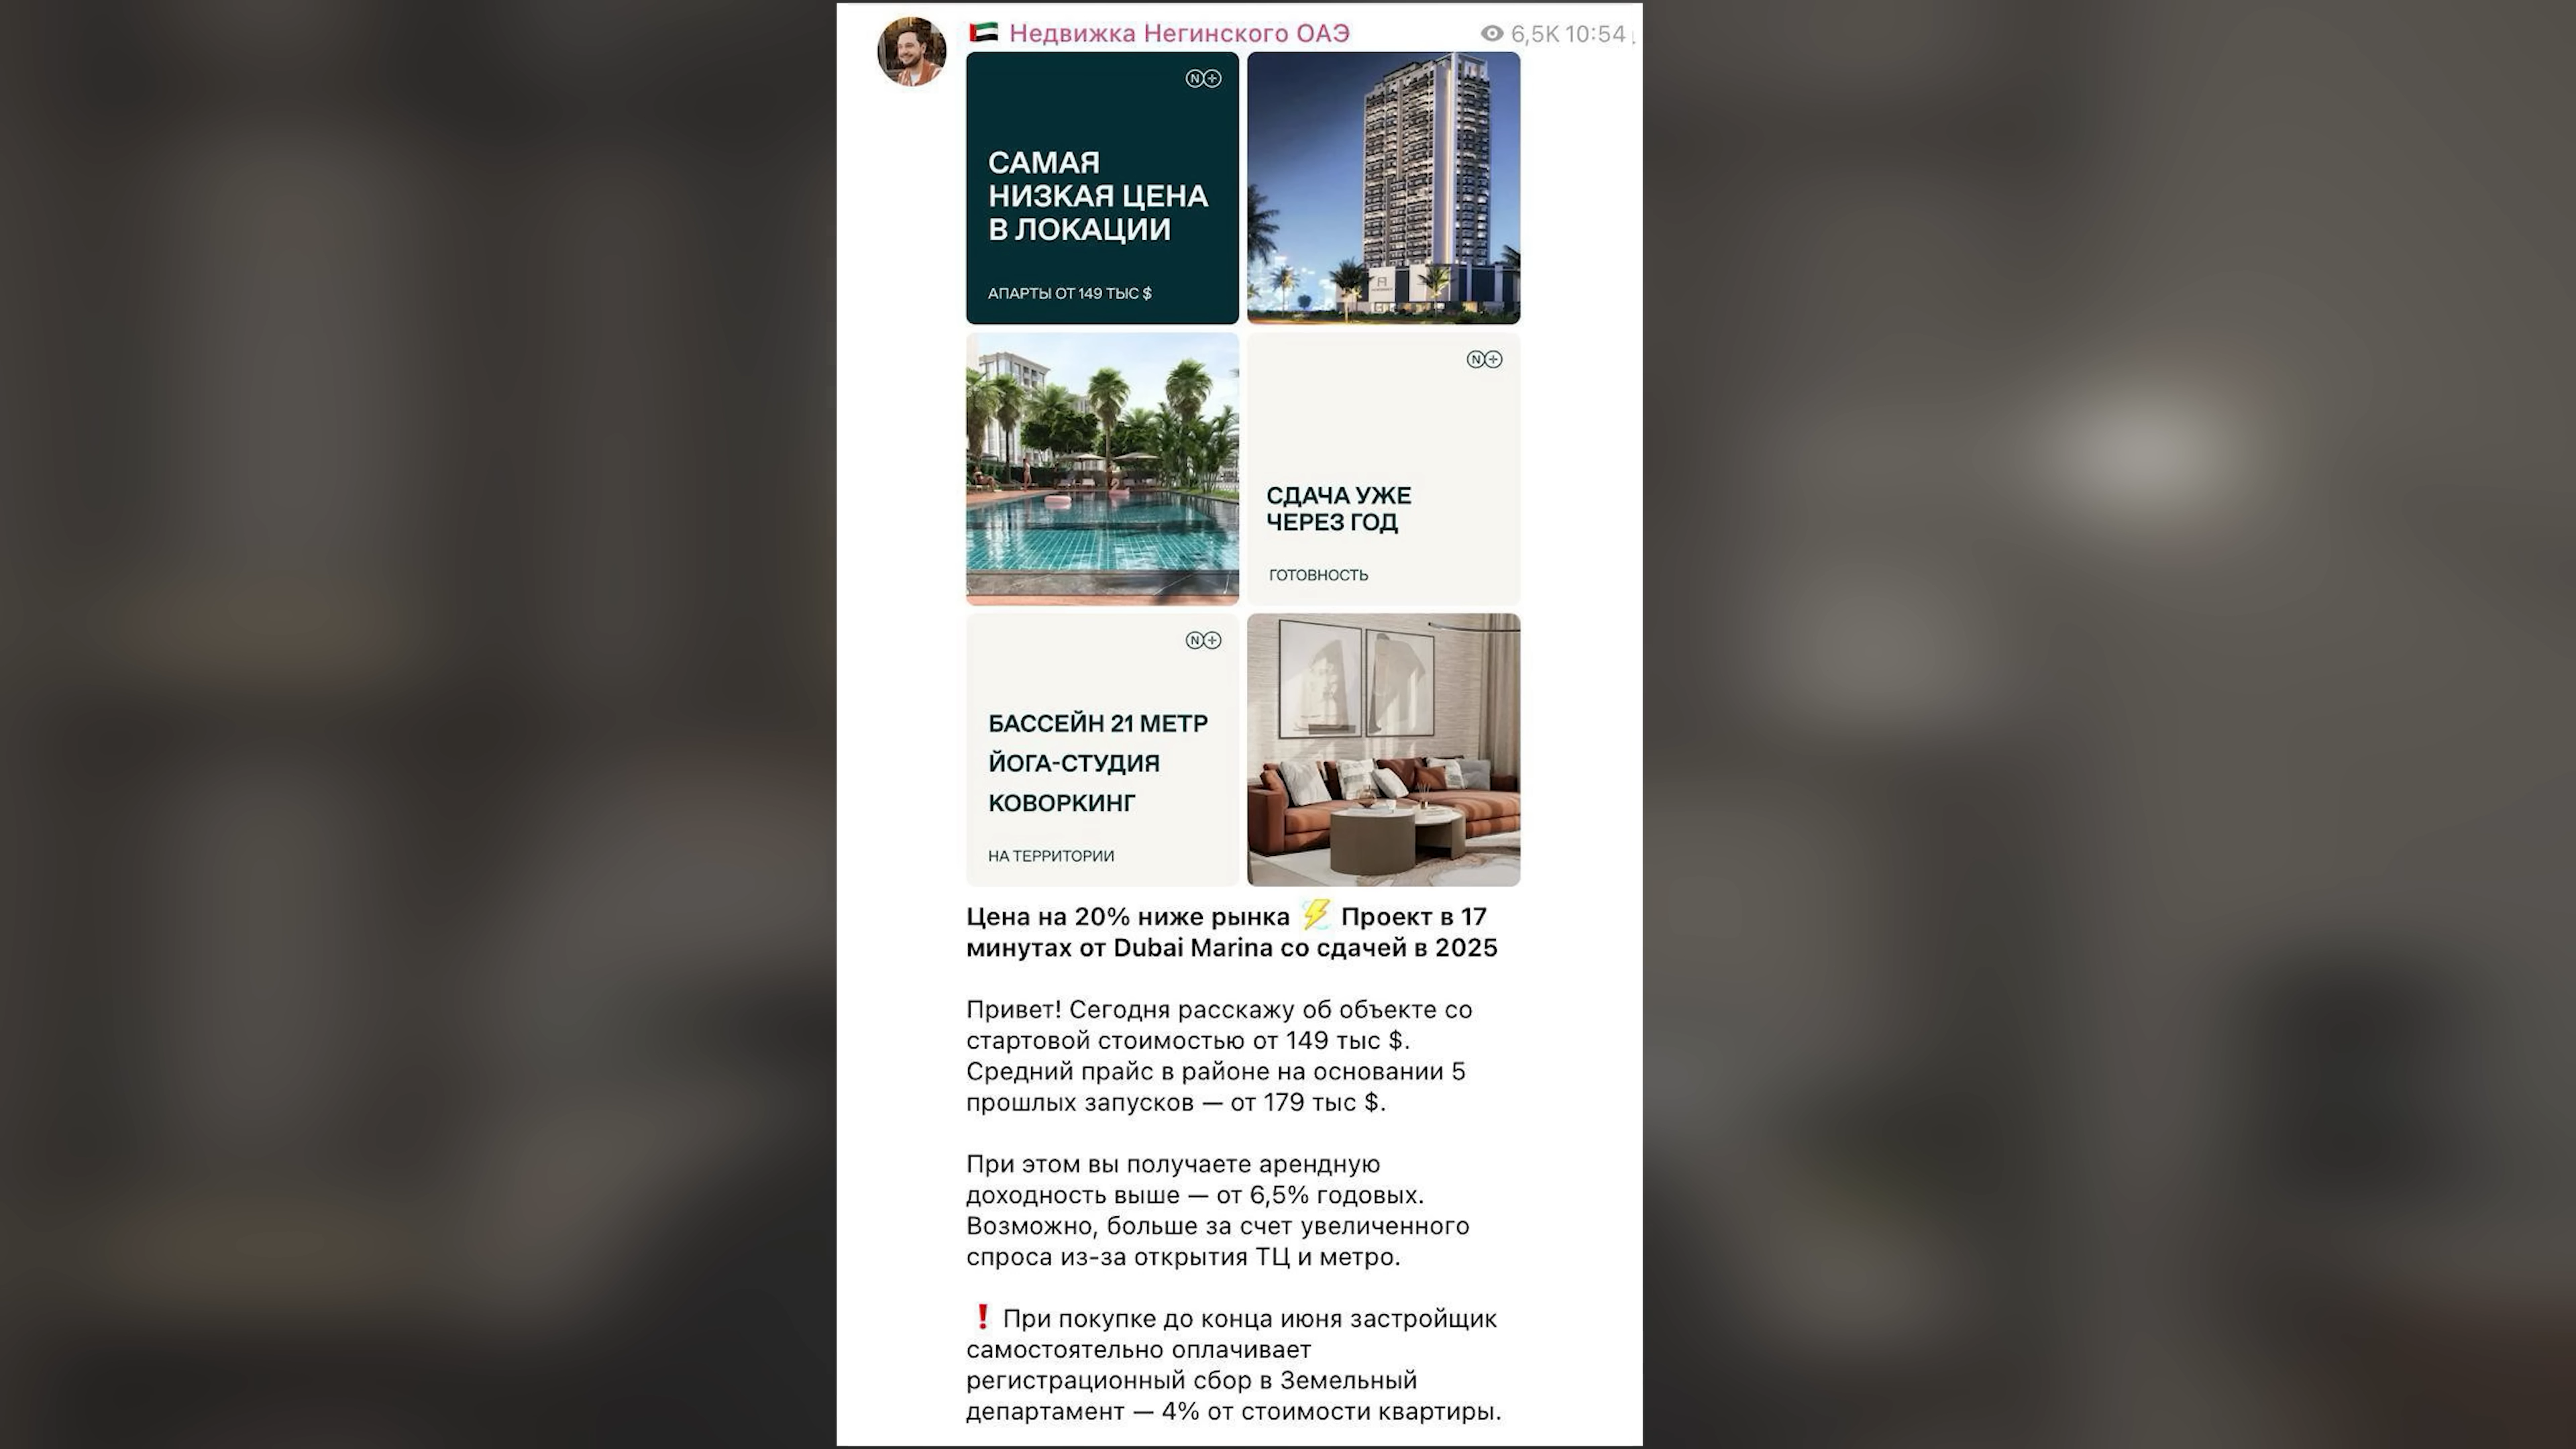 Недвижка Негинского ОАЭ
6,5K 10:54
САМАЯ
НИЗКАЯ ЦЕНА
В ЛОКАЦИИ
АПАРТЫ ОТ 149 ТЫС $
СДАЧА УЖЕ
ЧЕРЕЗ ГОД
ГОТОВНОСТЬ
БАССЕЙН 21 МЕТР
ЙОГА-СТУДИЯ
КОВОРКИНГ
НА ТЕРРИТОРИИ
Цена на 20% ниже рынка ⚡ Проект в 17
минутах от Dubai Marina со сдачей в 2025
Привет! Сегодня расскажу об объекте со
стартовой стоимостью от 149 тыс $.
Средний прайс в районе на основании 5
прошлых запусков — от 179 тыс $.
При этом вы получаете арендную
доходность выше — от 6,5% годовых.
Возможно, больше за счет увеличенного
спроса из-за открытия ТЦ и метро.
❗ При покупке до конца июня застройщик
самостоятельно оплачивает
регистрационный сбор в Земельный
департамент — 4% от стоимости квартиры.